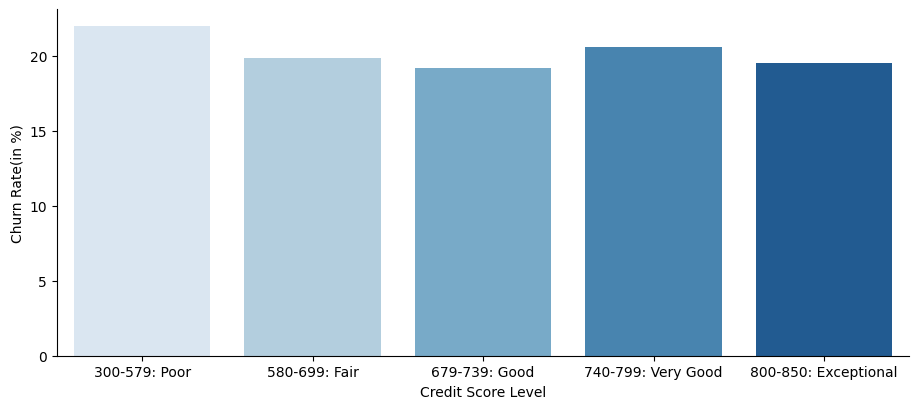 Churn Rate(in %)
20
15
10
5
0
300-579: Poor
580-699: Fair
679-739: Good
740-799: Very Good
800-850: Exceptional
Credit Score Level